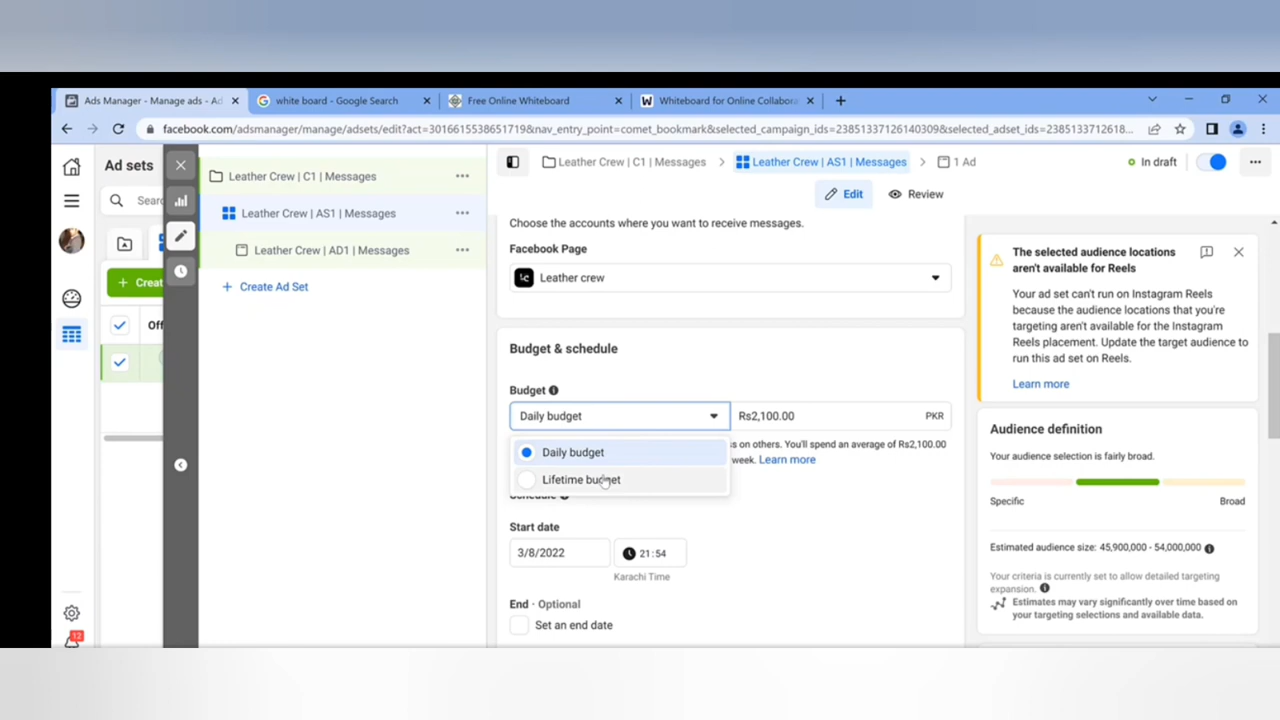 Ads Manager - Manage ads - Ad
white board - Google Search
Free Online Whiteboard
Whiteboard for Online Collabora
facebook.com/adsmanager/manage/adsets/edit?act=3016615538651719&nav_entry_point=comet_bookmark&selected_campaign_ids=23851337126140309&selected_adset_ids=2385133712618...
Ad sets
Sear
Creat
Off
12
Leather Crew | C1 | Messages
Leather Crew | AS1 | Messages
Leather Crew | AD1 | Messages
Create Ad Set
Leather Crew | C1 | Messages
Leather Crew | AS1 | Messages
1 Ad
In draft
Edit
Review
Choose the accounts where you want to receive messages.
Facebook Page
Lc Leather crew
Budget & schedule
Budget
Daily budget
Rs2,100.00 PKR
Daily budget
Lifetime budget
s on others. You'll spend an average of Rs2,100.00
week. Learn more
Schedule
Start date
3/8/2022
21:54
Karachi Time
End · Optional
Set an end date
The selected audience locations
aren't available for Reels
Your ad set can't run on Instagram Reels
because the audience locations that you're
targeting aren't available for the Instagram
Reels placement. Update the target audience to
run this ad set on Reels.
Learn more
Audience definition
Your audience selection is fairly broad.
Specific
Broad
Estimated audience size: 45,900,000 - 54,000,000
Your criteria is currently set to allow detailed targeting
expansion.
Estimates may vary significantly over time based on
your targeting selections and available data.